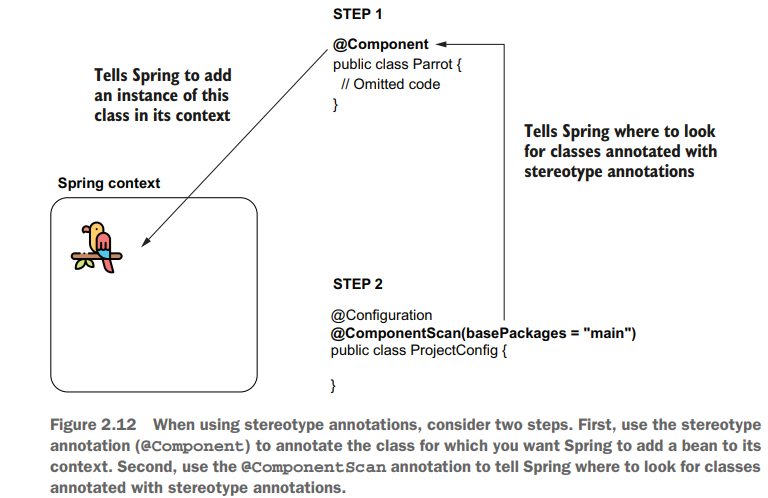 STEP 1
@Component
public class Parrot {
// Omitted code
}
Tells Spring to add
an instance of this
class in its context
Tells Spring where to look
for classes annotated with
stereotype annotations
Spring context
STEP 2
@Configuration
@ComponentScan(basePackages = "main")
public class ProjectConfig {
}
Figure 2.12 When using stereotype annotations, consider two steps. First, use the stereotype
annotation (@Component) to annotate the class for which you want Spring to add a bean to its
context. Second, use the @ComponentScan annotation to tell Spring where to look for classes
annotated with stereotype annotations.